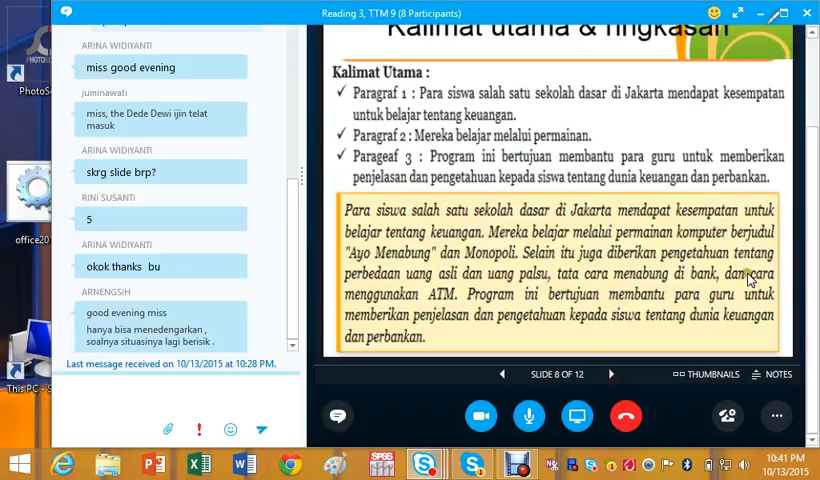 Reading 3, TTM 9 (8 Participants)
PhotoSc
office201
This PC - S
ARINA WIDIYANTI
miss good evening
juminawati
miss, the Dede Dewi ijin telat
masuk
ARINA WIDIYANTI
skrg slide brp?
RINI SUSANTI
5
ARINA WIDIYANTI
okok thanks bu
ARNENGSIH
good evening miss
hanya bisa menedengarkan ,
soalnya situasinya lagi berisik .
Last message received on 10/13/2015 at 10:28 PM.
Kalimat utama & ringkasan
Kalimat Utama :
✓ Paragraf 1 : Para siswa salah satu sekolah dasar di Jakarta mendapat kesempatan
untuk belajar tentang keuangan.
✓ Paragraf 2 : Mereka belajar melalui permainan.
✓ Parageaf 3 : Program ini bertujuan membantu para guru untuk memberikan
penjelasan dan pengetahuan kepada siswa tentang dunia keuangan dan perbankan.
Para siswa salah satu sekolah dasar di Jakarta mendapat kesempatan untuk
belajar tentang keuangan. Mereka belajar melalui permainan komputer berjudul
"Ayo Menabung" dan Monopoli. Selain itu juga diberikan pengetahuan tentang
perbedaan uang asli dan uang palsu, tata cara menabung di bank, dan cara
menggunakan ATM. Program ini bertujuan membantu para guru untuk
memberikan penjelasan dan pengetahuan kepada siswa tentang dunia keuangan
dan perbankan.
SLIDE 8 OF 12
THUMBNAILS
NOTES
SPSS
10:41 PM
10/13/2015